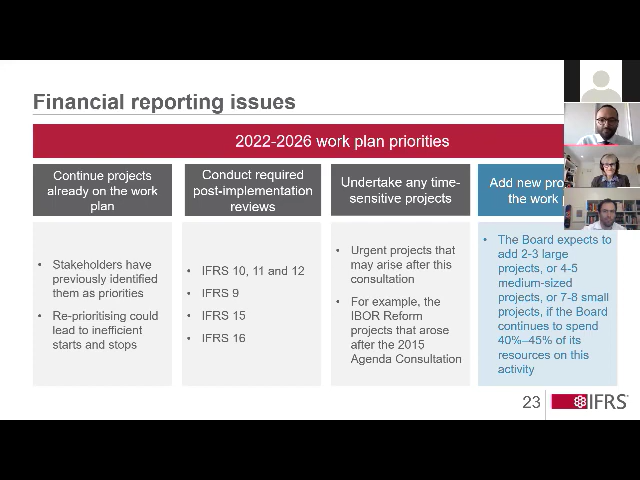 Financial reporting issues
2022-2026 work plan priorities
Continue projects
already on the work
plan
• Stakeholders have
previously identified
them as priorities
• Re-prioritising could
lead to inefficient
starts and stops
Conduct required
post-implementation
reviews
• IFRS 10, 11 and 12
• IFRS 9
• IFRS 15
• IFRS 16
Undertake any time-
sensitive projects
• Urgent projects that
may arise after this
consultation
• For example, the
IBOR Reform
projects that arose
after the 2015
Agenda Consultation
Add new pro
the work
• The Board expects to
add 2-3 large
projects, or 4-5
medium-sized
projects, or 7-8 small
projects, if the Board
continues to spend
40%–45% of its
resources on this
activity
23
IFRS